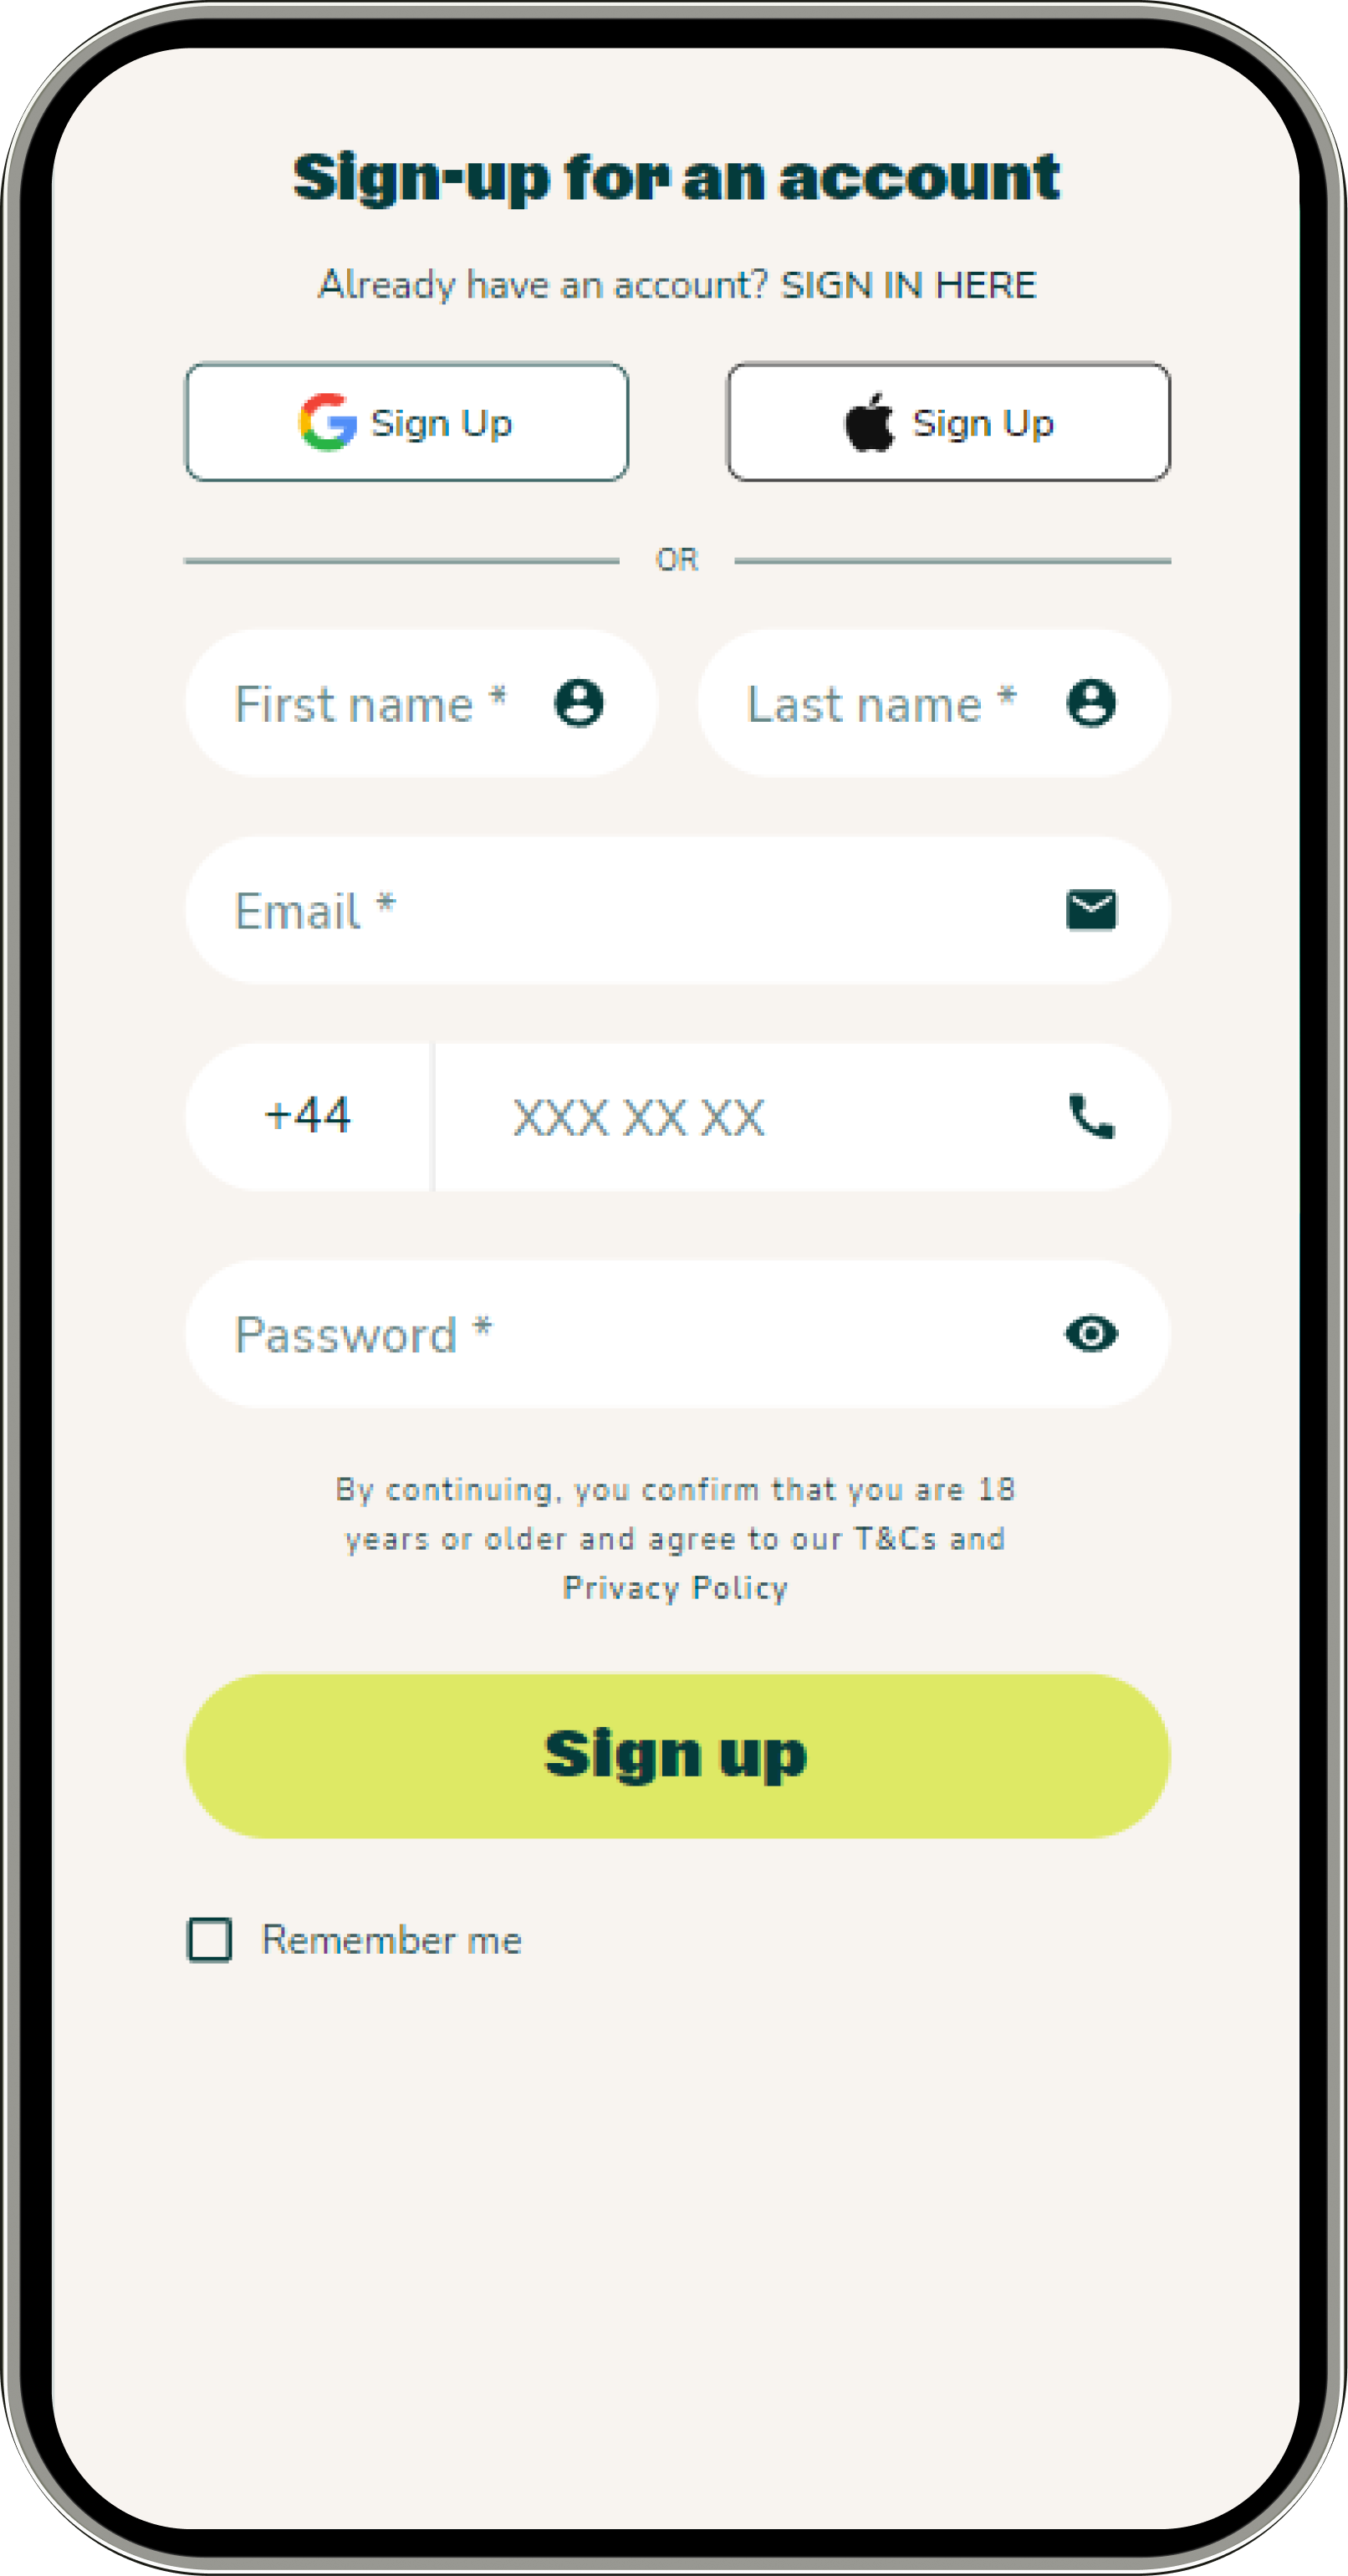 Sign-up for an account
Already have an account? SIGN IN HERE
Sign Up
Sign Up
OR
First name *
Last name *
Email *
+44
XXX XX XX
Password *
By continuing, you confirm that you are 18
years or older and agree to our T&Cs and
Privacy Policy
Sign up
Remember me